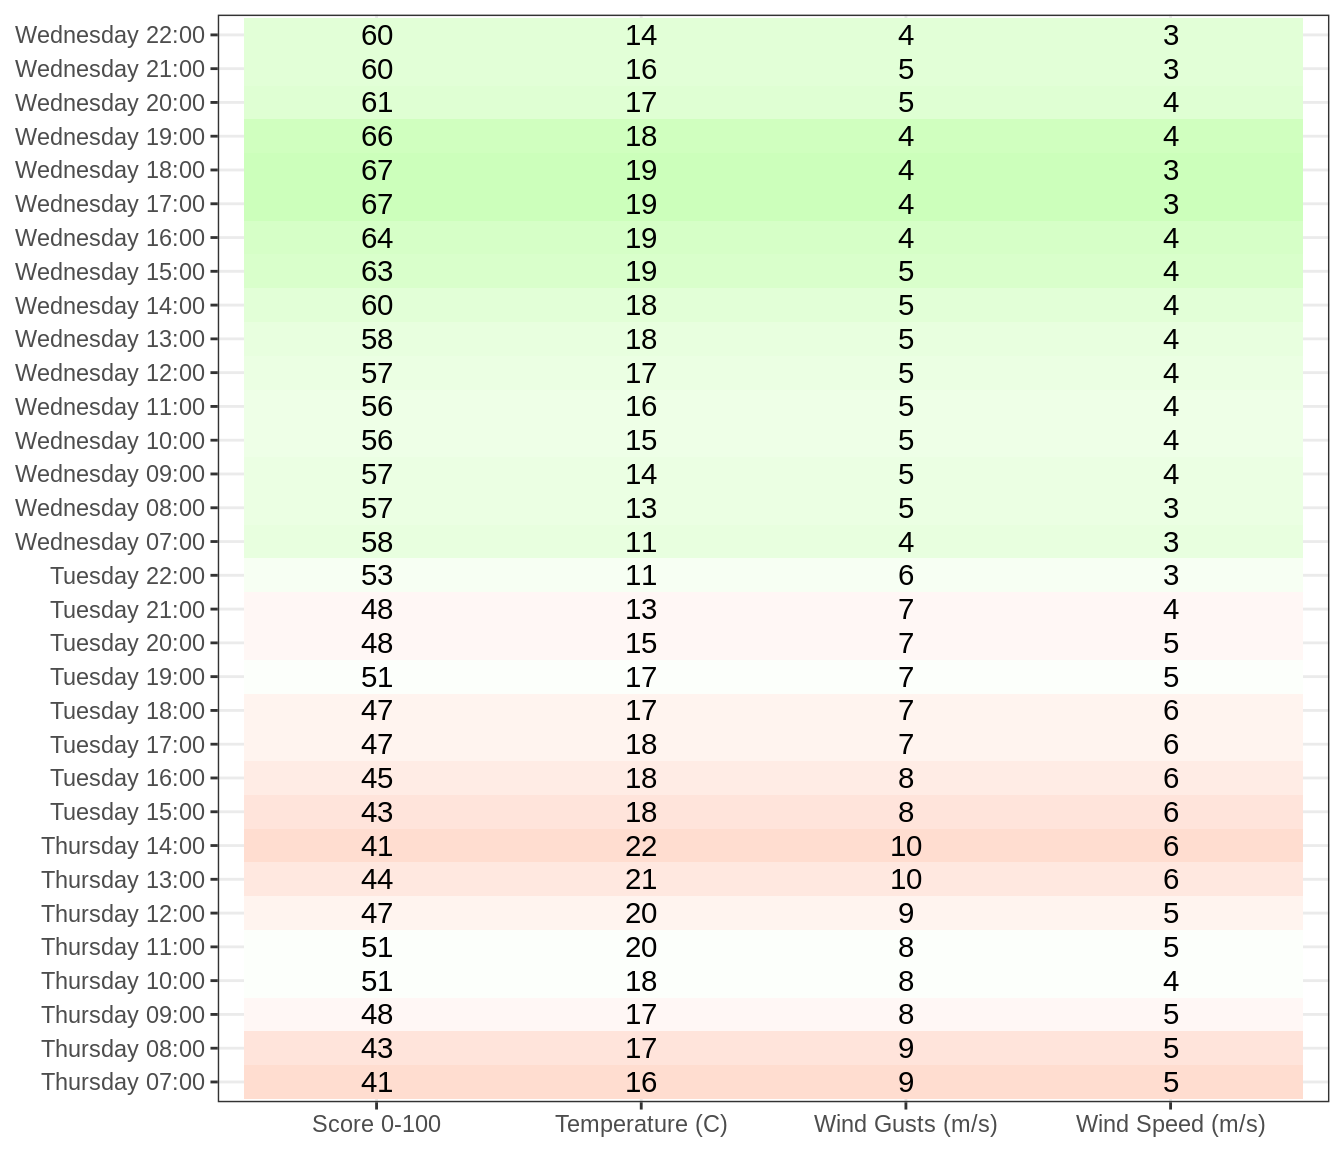 Wednesday 22:00 60 14 4 3
Wednesday 21:00 60 16 5 3
Wednesday 20:00 61 17 5 4
Wednesday 19:00 66 18 4 4
Wednesday 18:00 67 19 4 3
Wednesday 17:00 67 19 4 3
Wednesday 16:00 64 19 4 4
Wednesday 15:00 63 19 5 4
Wednesday 14:00 60 18 5 4
Wednesday 13:00 58 18 5 4
Wednesday 12:00 57 17 5 4
Wednesday 11:00 56 16 5 4
Wednesday 10:00 56 15 5 4
Wednesday 09:00 57 14 5 4
Wednesday 08:00 57 13 5 3
Wednesday 07:00 58 11 4 3
Tuesday 22:00 53 11 6 3
Tuesday 21:00 48 13 7 4
Tuesday 20:00 48 15 7 5
Tuesday 19:00 51 17 7 5
Tuesday 18:00 47 17 7 6
Tuesday 17:00 47 18 7 6
Tuesday 16:00 45 18 8 6
Tuesday 15:00 43 18 8 6
Thursday 14:00 41 22 10 6
Thursday 13:00 44 21 10 6
Thursday 12:00 47 20 9 5
Thursday 11:00 51 20 8 5
Thursday 10:00 51 18 8 4
Thursday 09:00 48 17 8 5
Thursday 08:00 43 17 9 5
Thursday 07:00 41 16 9 5
Score 0-100 Temperature (C) Wind Gusts (m/s) Wind Speed (m/s)